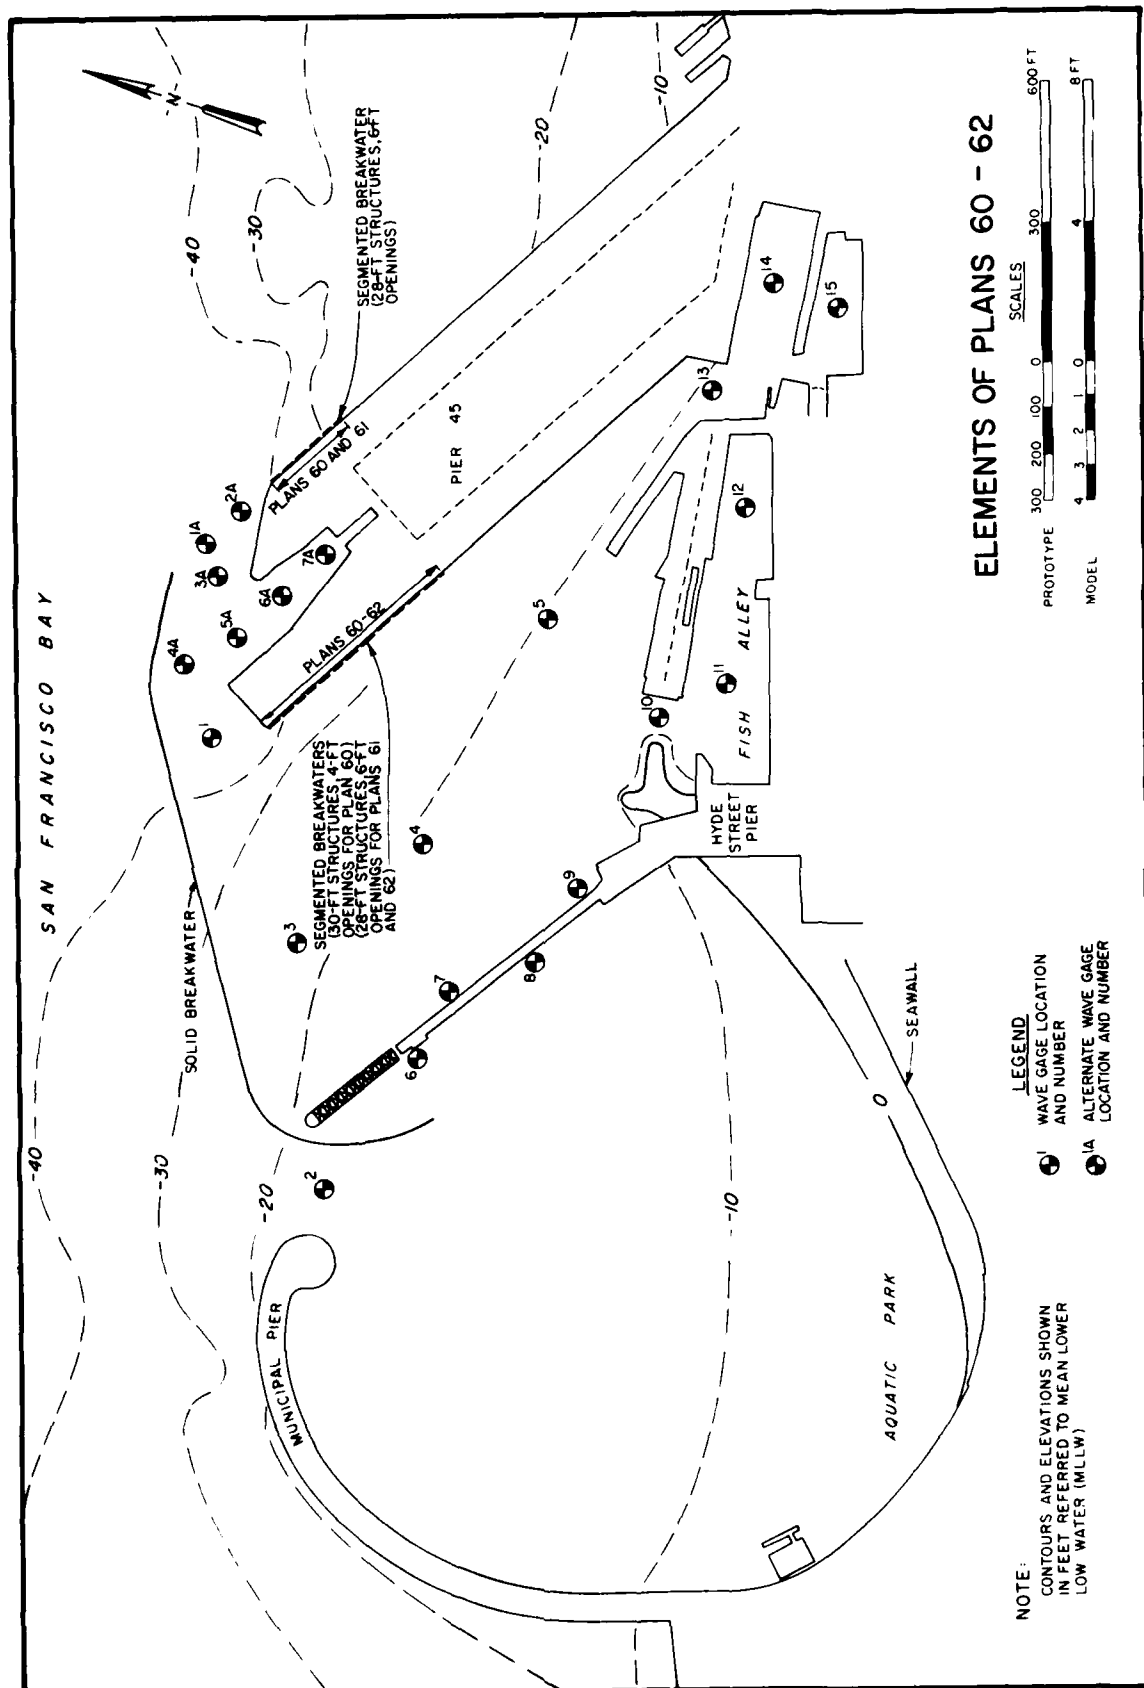 SAN FRANCISCO BAY
-N-
-40
-30
-20
-10
-40
-30
-20
-10
0
SOLID BREAKWATER
SEGMENTED BREAKWATER
(28-FT STRUCTURES, 6-FT
OPENINGS)
PLANS 60 AND 61
PLANS 60-62
SEGMENTED BREAKWATERS
(30-FT STRUCTURES, 4-FT
OPENINGS FOR PLAN 60)
(28-FT STRUCTURES, 6-FT
OPENINGS FOR PLANS 61
AND 62)
PIER 45
1A
2A
3A
4A
5A
6A
7A
1
2
3
4
5
6
7
8
9
10
11
12
13
14
15
MUNICIPAL PIER
HYDE
STREET
PIER
FISH ALLEY
AQUATIC PARK
SEAWALL
NOTE:
CONTOURS AND ELEVATIONS SHOWN
IN FEET REFERRED TO MEAN LOWER
LOW WATER (MLLW)
LEGEND
1 WAVE GAGE LOCATION
AND NUMBER
1A ALTERNATE WAVE GAGE
LOCATION AND NUMBER
ELEMENTS OF PLANS 60 - 62
SCALES
PROTOTYPE 300 200 100 0 300 600 FT
MODEL 4 3 2 1 0 4 8 FT